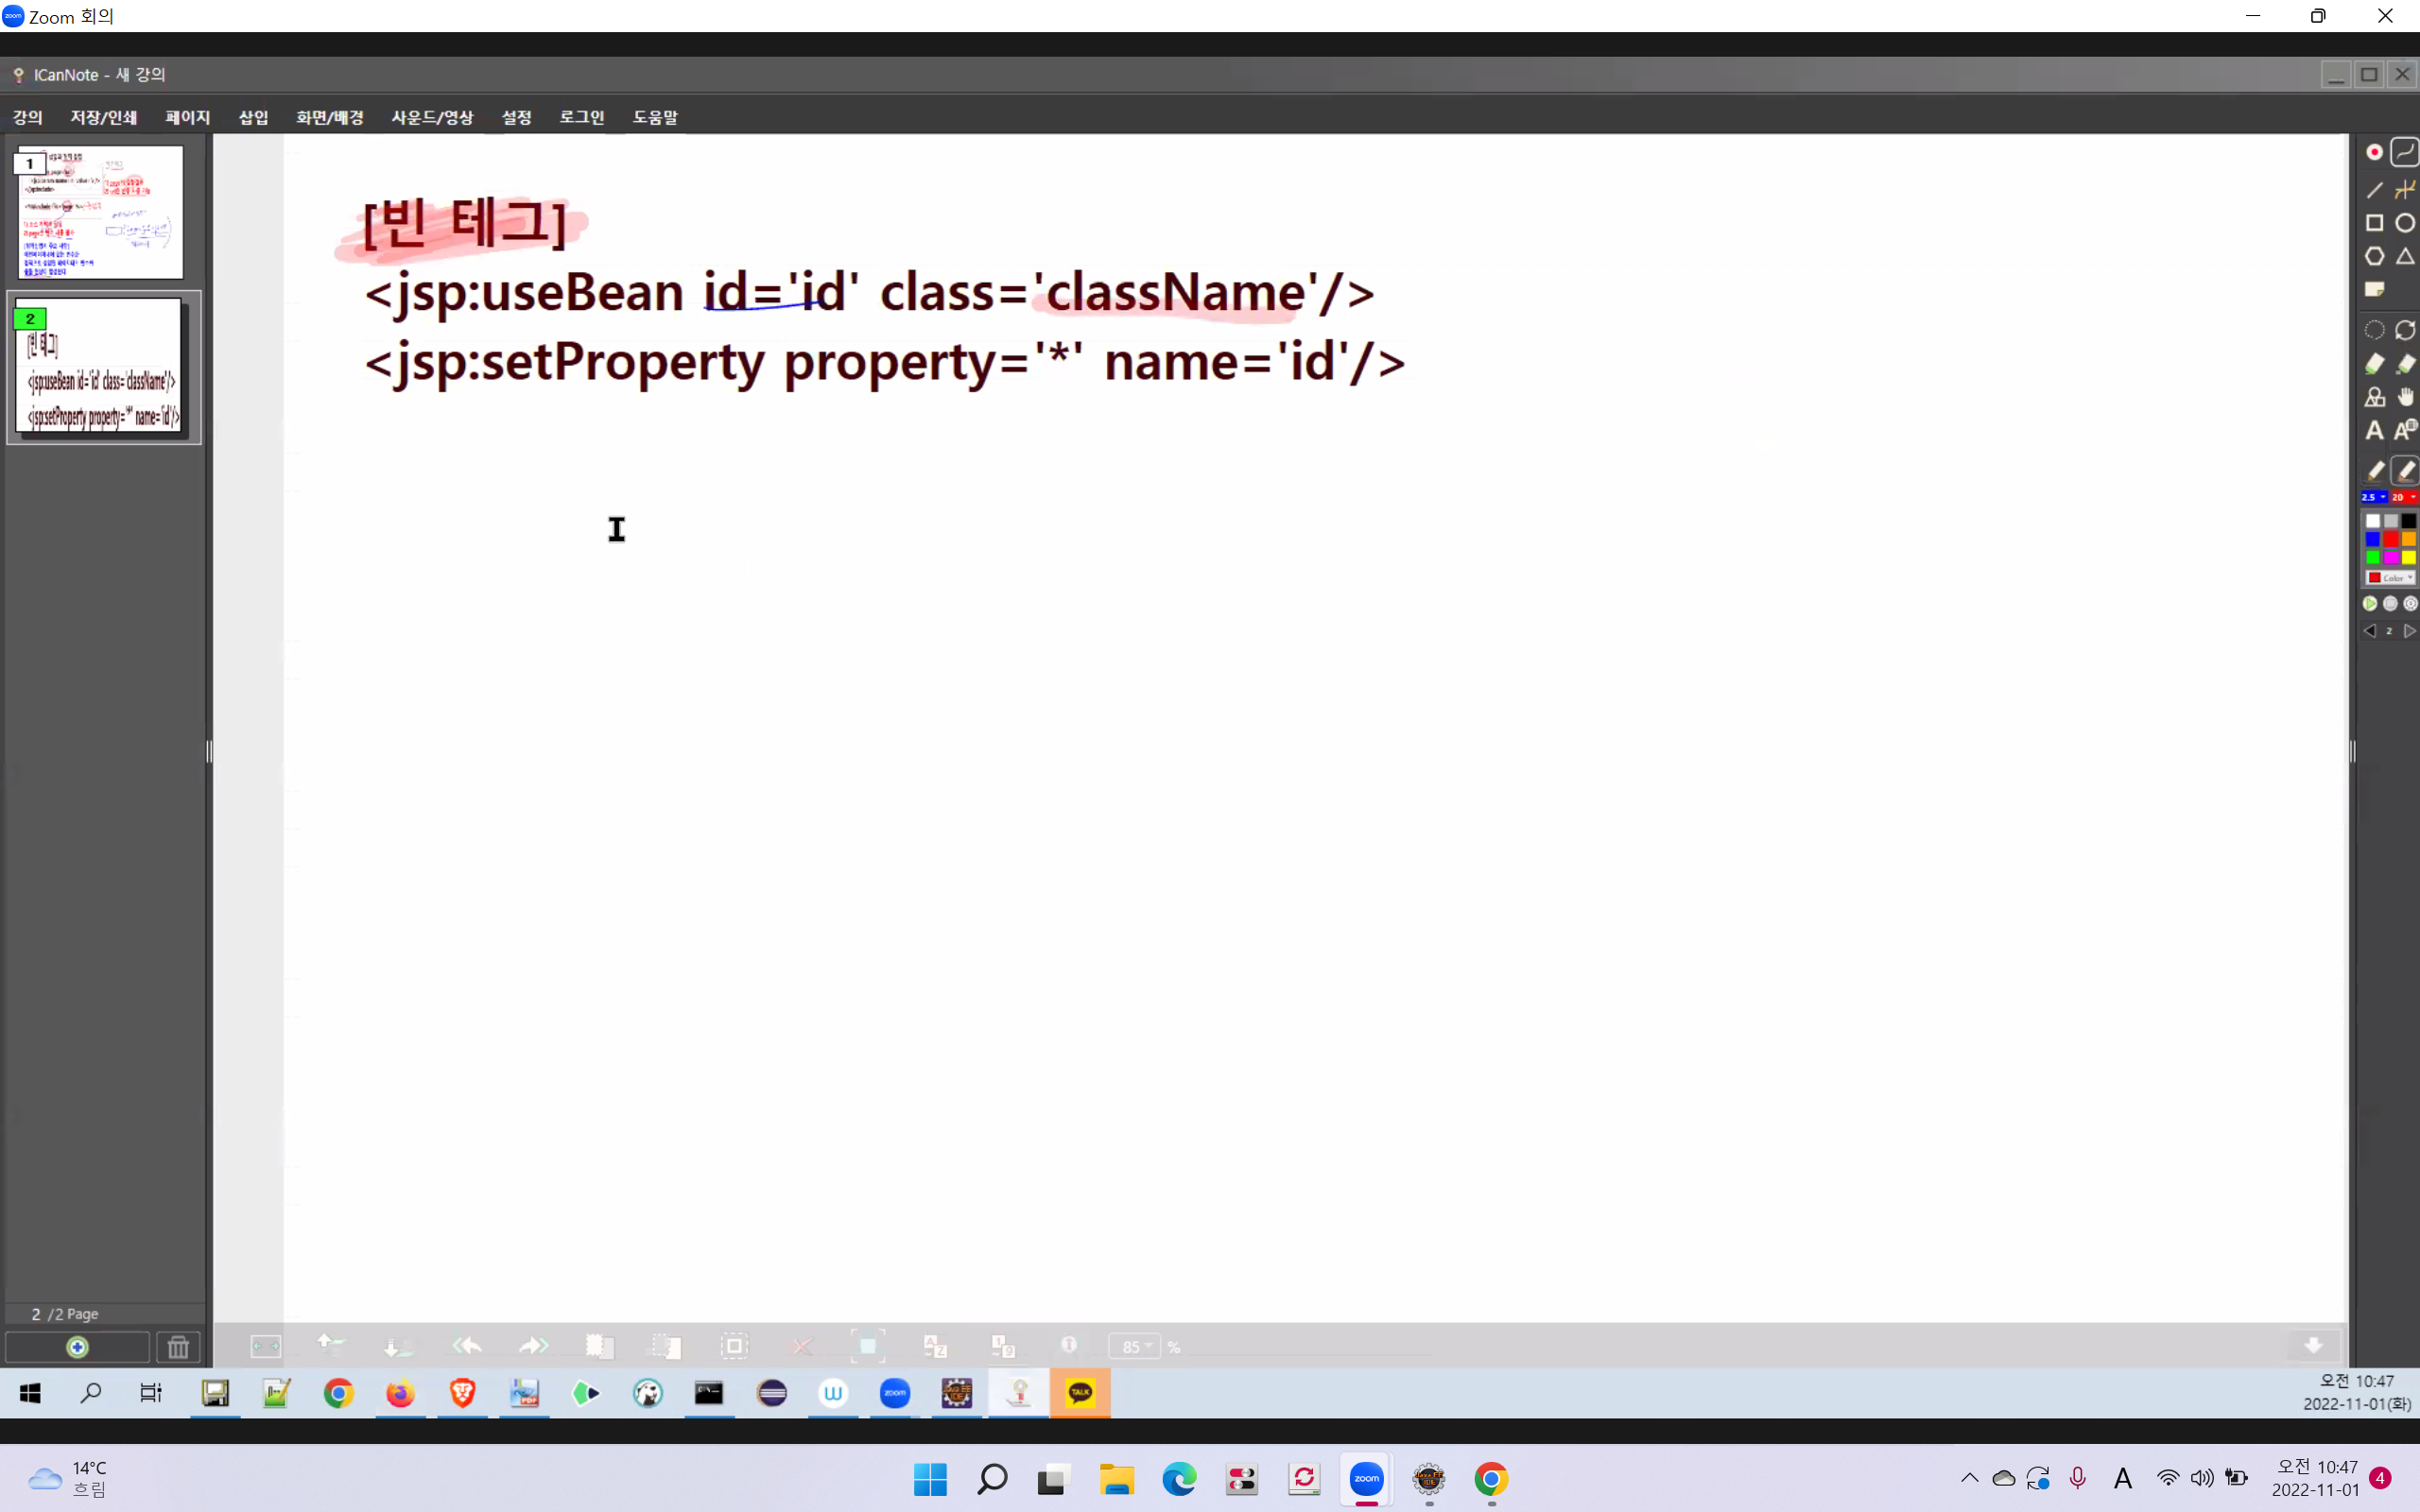 Zoom 회의
ICanNote - 새 강의
강의 저장/인쇄 페이지 삽입 화면/배경 사운드/영상 설정 로그인 도움말
1
2
[빈 테그]
<jsp:useBean id='id' class='className'/>
<jsp:setProperty property='*' name='id'/>
[빈 테그]
<jsp:useBean id='id' class='className'/>
<jsp:setProperty property='*' name='id'/>
2.5 20
Color
2
2 /2 Page
85 %
오전 10:47
2022-11-01(화)
14°C
흐림
zoom
TALK
A
오전 10:47
2022-11-01
4